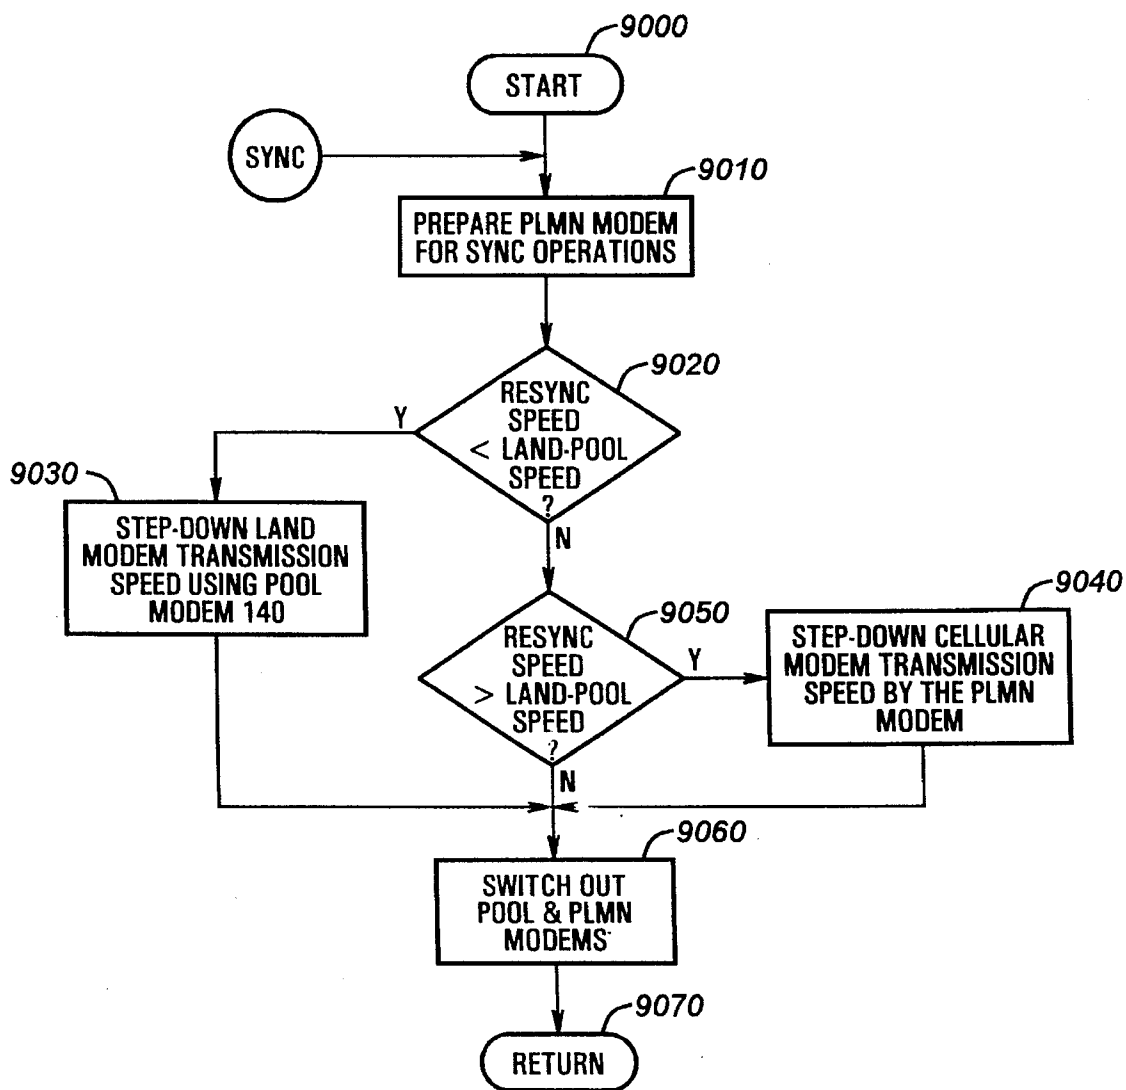 9000
START
SYNC
9010
PREPARE PLMN MODEM
FOR SYNC OPERATIONS
9020
RESYNC
SPEED
< LAND-POOL
SPEED
?
Y
N
9030
STEP-DOWN LAND
MODEM TRANSMISSION
SPEED USING POOL
MODEM 140
9050
RESYNC
SPEED
> LAND-POOL
SPEED
?
Y
N
9040
STEP-DOWN CELLULAR
MODEM TRANSMISSION
SPEED BY THE PLMN
MODEM
9060
SWITCH OUT
POOL & PLMN
MODEMS
9070
RETURN